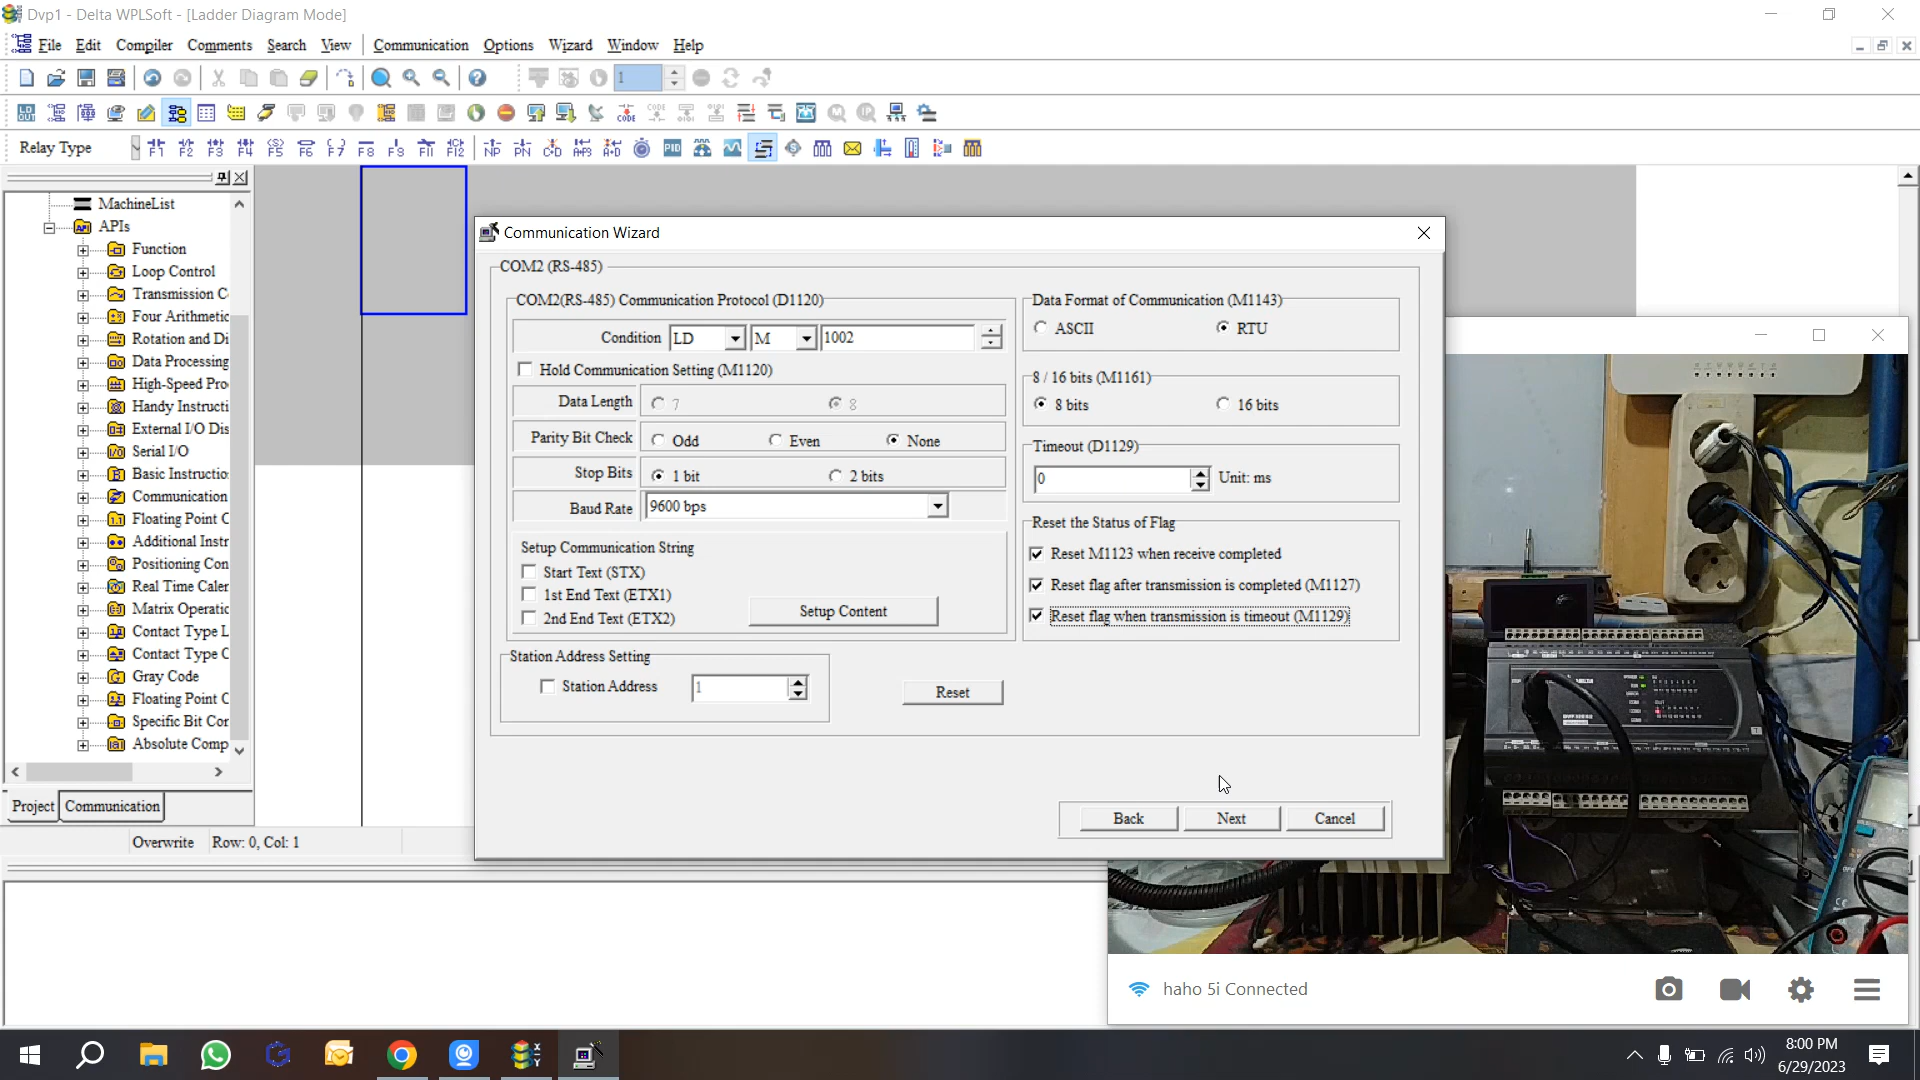 Dvp1 - Delta WPLSoft - [Ladder Diagram Mode]
File Edit Compiler Comments Search View Communication Options Wizard Window Help
1
CODE
Relay Type
MachineList
APIs
Function
Loop Control
Transmission C
Four Arithmetic
Rotation and Di
Data Processing
High-Speed Pro
Handy Instructi
External I/O Dis
Serial I/O
Basic Instructio
Communication
Floating Point C
Additional Instr
Positioning Con
Real Time Caler
Matrix Operatic
Contact Type L
Contact Type C
Gray Code
Floating Point C
Specific Bit Cor
Absolute Comp
Project Communication
Overwrite Row: 0, Col: 1
Communication Wizard
COM2 (RS-485)
COM2(RS-485) Communication Protocol (D1120)
Condition LD M 1002
Hold Communication Setting (M1120)
Data Length 7 8
Parity Bit Check Odd Even None
Stop Bits 1 bit 2 bits
Baud Rate 9600 bps
Setup Communication String
Start Text (STX)
1st End Text (ETX1)
2nd End Text (ETX2)
Setup Content
Station Address Setting
Station Address 1
Reset
Data Format of Communication (M1143)
ASCII RTU
8 / 16 bits (M1161)
8 bits 16 bits
Timeout (D1129)
0 Unit: ms
Reset the Status of Flag
Reset M1123 when receive completed
Reset flag after transmission is completed (M1127)
Reset flag when transmission is timeout (M1129)
Back Next Cancel
haho 5i Connected
8:00 PM
6/29/2023